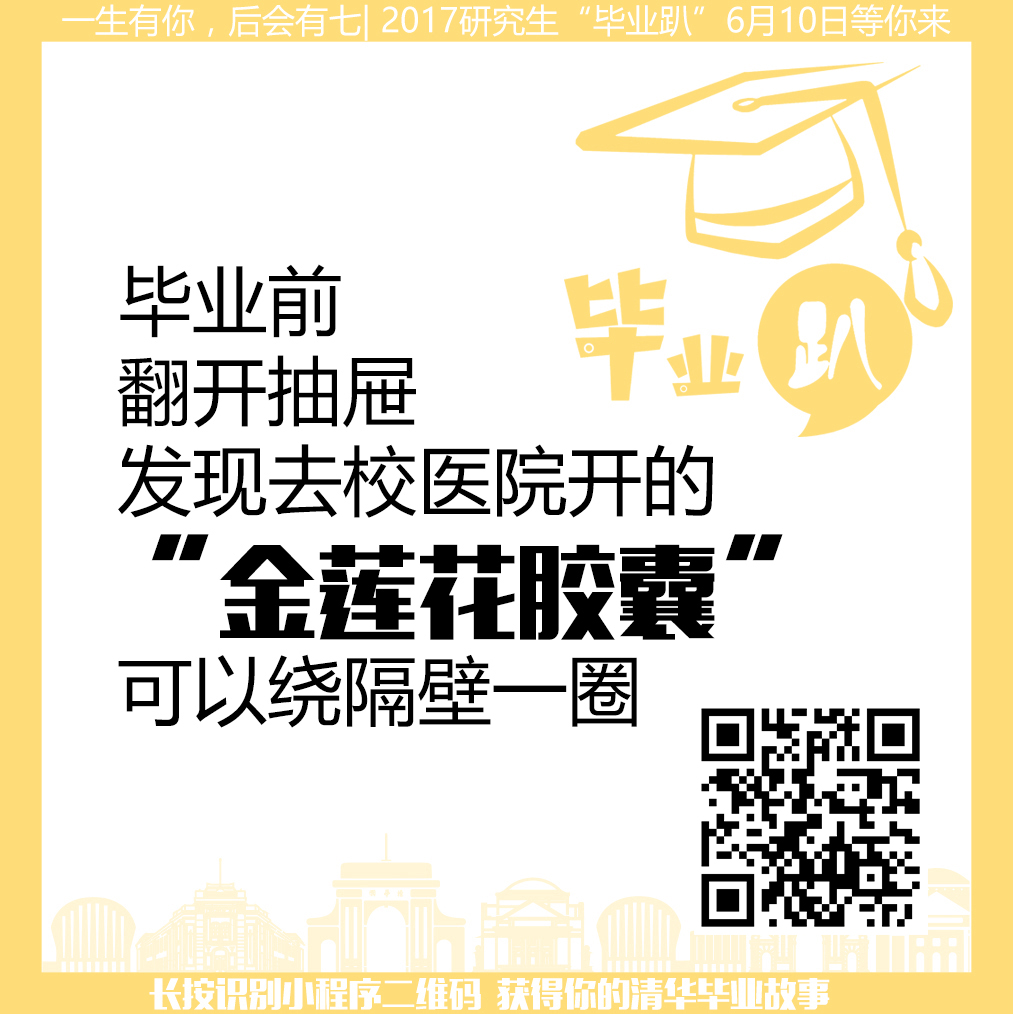 一生有你，后会有七| 2017研究生“毕业趴”6月10日等你来
毕业趴
毕业前
翻开抽屉
发现去校医院开的
“金莲花胶囊”
可以绕隔壁一圈
长按识别小程序二维码 获得你的清华毕业故事